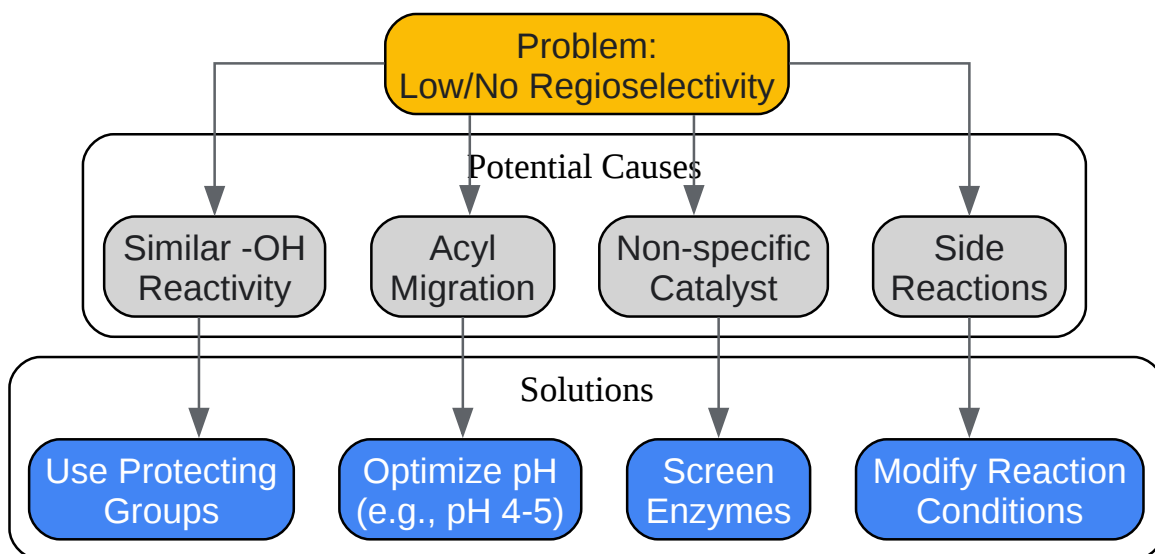 Problem:
Low/No Regioselectivity
Potential Causes
Similar -OH
Reactivity
Acyl
Migration
Non-specific
Catalyst
Side
Reactions
Solutions
Use Protecting
Groups
Optimize pH
(e.g., pH 4-5)
Screen
Enzymes
Modify Reaction
Conditions